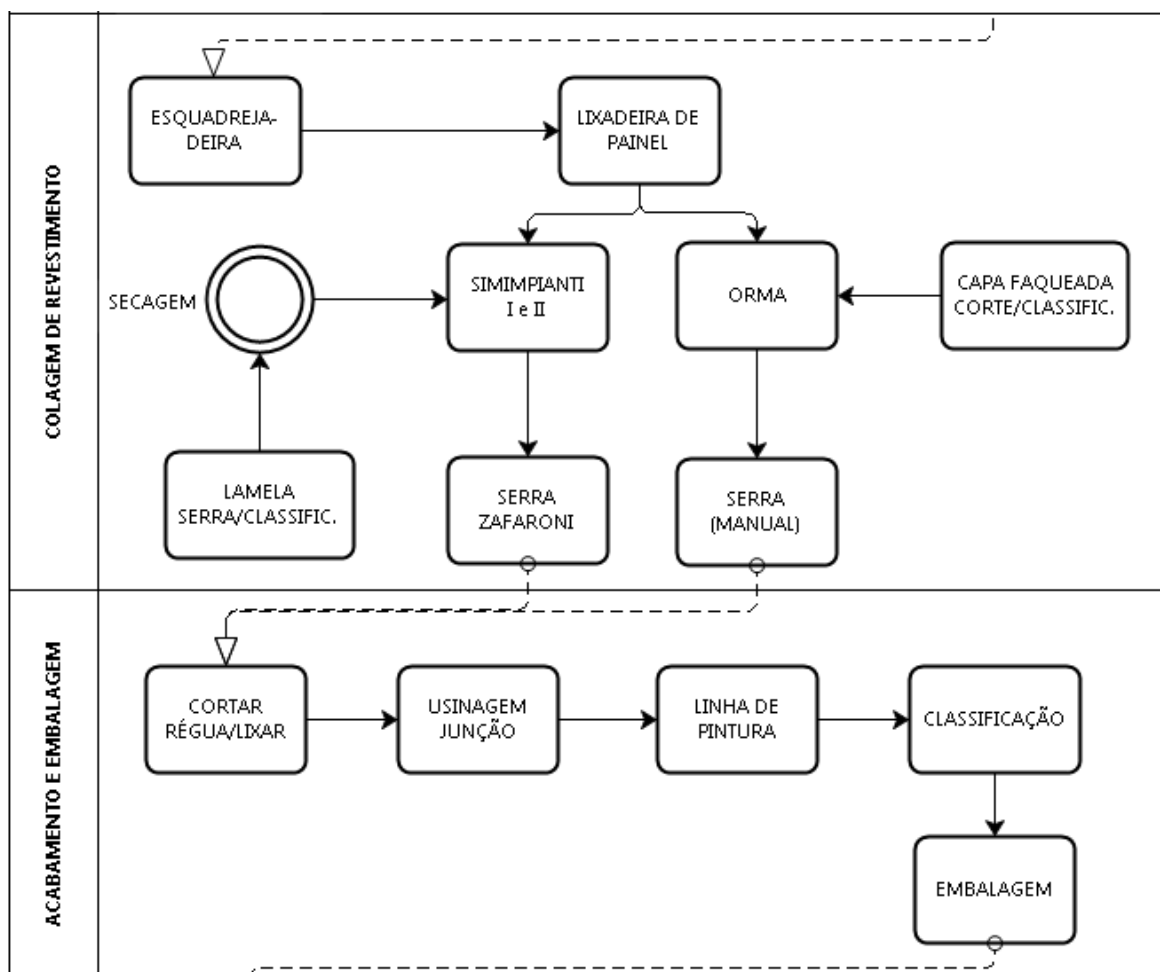 COLAGEM DE REVESTIMENTO
ESQUADREJA-
DEIRA
LIXADEIRA DE
PAINEL
SECAGEM
SIMIMPIANTI
I e II
ORMA
CAPA FAQUEADA
CORTE/CLASSIFIC.
LAMELA
SERRA/CLASSIFIC.
SERRA
ZAFARONI
SERRA
(MANUAL)
ACABAMENTO E EMBALAGEM
CORTAR
RÉGUA/LIXAR
USINAGEM
JUNÇÃO
LINHA DE
PINTURA
CLASSIFICAÇÃO
EMBALAGEM